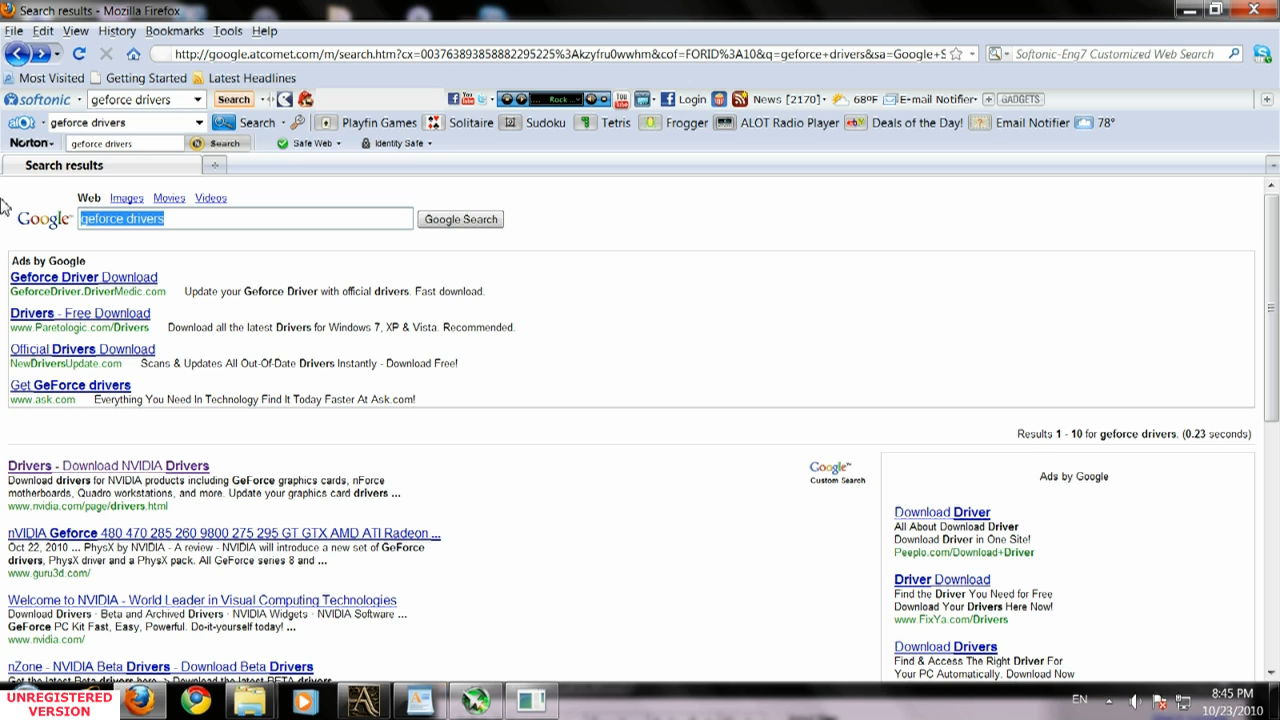 Search results - Mozilla Firefox
File Edit View History Bookmarks Tools Help
http://google.atcomet.com/m/search.htm?cx=003763893858882295225%3Akzyfru0wwhm&cof=FORID%3A10&q=geforce+drivers&sa=Google+S
Softonic-Eng7 Customized Web Search
Most Visited Getting Started Latest Headlines
softonic geforce drivers Search Rock... Login News [2170] 68°F E-mail Notifier GADGETS
geforce drivers Search Playfin Games Solitaire Sudoku Tetris Frogger ALOT Radio Player Deals of the Day! Email Notifier 78°
Norton geforce drivers Search Safe Web Identity Safe
Search results
Web Images Movies Videos
Google geforce drivers Google Search
Ads by Google
Geforce Driver Download
GeforceDriver.DriverMedic.com Update your Geforce Driver with official drivers. Fast download.
Drivers - Free Download
www.Paretologic.com/Drivers Download all the latest Drivers for Windows 7, XP & Vista. Recommended.
Official Drivers Download
NewDriversUpdate.com Scans & Updates All Out-Of-Date Drivers Instantly - Download Free!
Get GeForce drivers
www.ask.com Everything You Need In Technology Find It Today Faster At Ask.com!
Results 1 - 10 for geforce drivers. (0.23 seconds)
Drivers - Download NVIDIA Drivers
Download drivers for NVIDIA products including GeForce graphics cards, nForce
motherboards, Quadro workstations, and more. Update your graphics card drivers ...
www.nvidia.com/page/drivers.html
nVIDIA Geforce 480 470 285 260 9800 275 295 GT GTX AMD ATI Radeon ...
Oct 22, 2010 ... PhysX by NVIDIA - A review - NVIDIA will introduce a new set of GeForce
drivers, PhysX driver and a PhysX pack. All GeForce series 8 and ...
www.guru3d.com/
Welcome to NVIDIA - World Leader in Visual Computing Technologies
Download Drivers · Beta and Archived Drivers · NVIDIA Widgets · NVIDIA Software ...
GeForce PC Kit Fast, Easy, Powerful. Do-it-yourself today! ...
www.nvidia.com/
nZone - NVIDIA Beta Drivers - Download Beta Drivers
Google Custom Search
Ads by Google
Download Driver
All About Download Driver
Download Driver in One Site!
Peeplo.com/Download+Driver
Driver Download
Find the Driver You Need for Free
Download Your Drivers Here Now!
www.FixYa.com/Drivers
Download Drivers
Find & Access The Right Driver For
Your PC Automatically. Download Now
UNREGISTERED
VERSION
EN
8:45 PM
10/23/2010